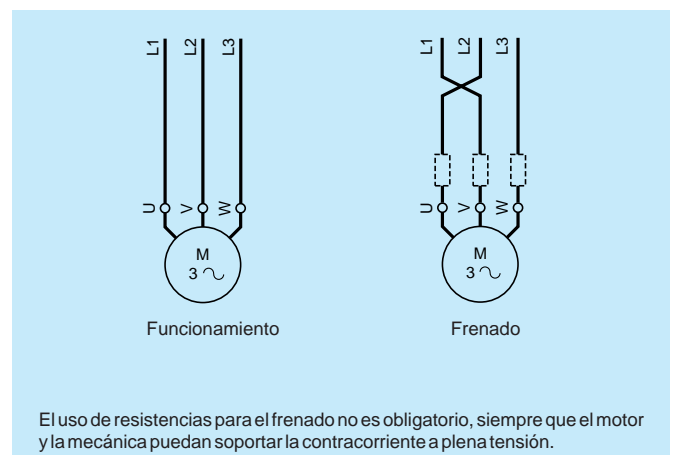 L1 L2 L3 L1 L2 L3
U V W U V W
M M
3 3
Funcionamiento Frenado
El uso de resistencias para el frenado no es obligatorio, siempre que el motor
y la mecánica puedan soportar la contracorriente a plena tensión.